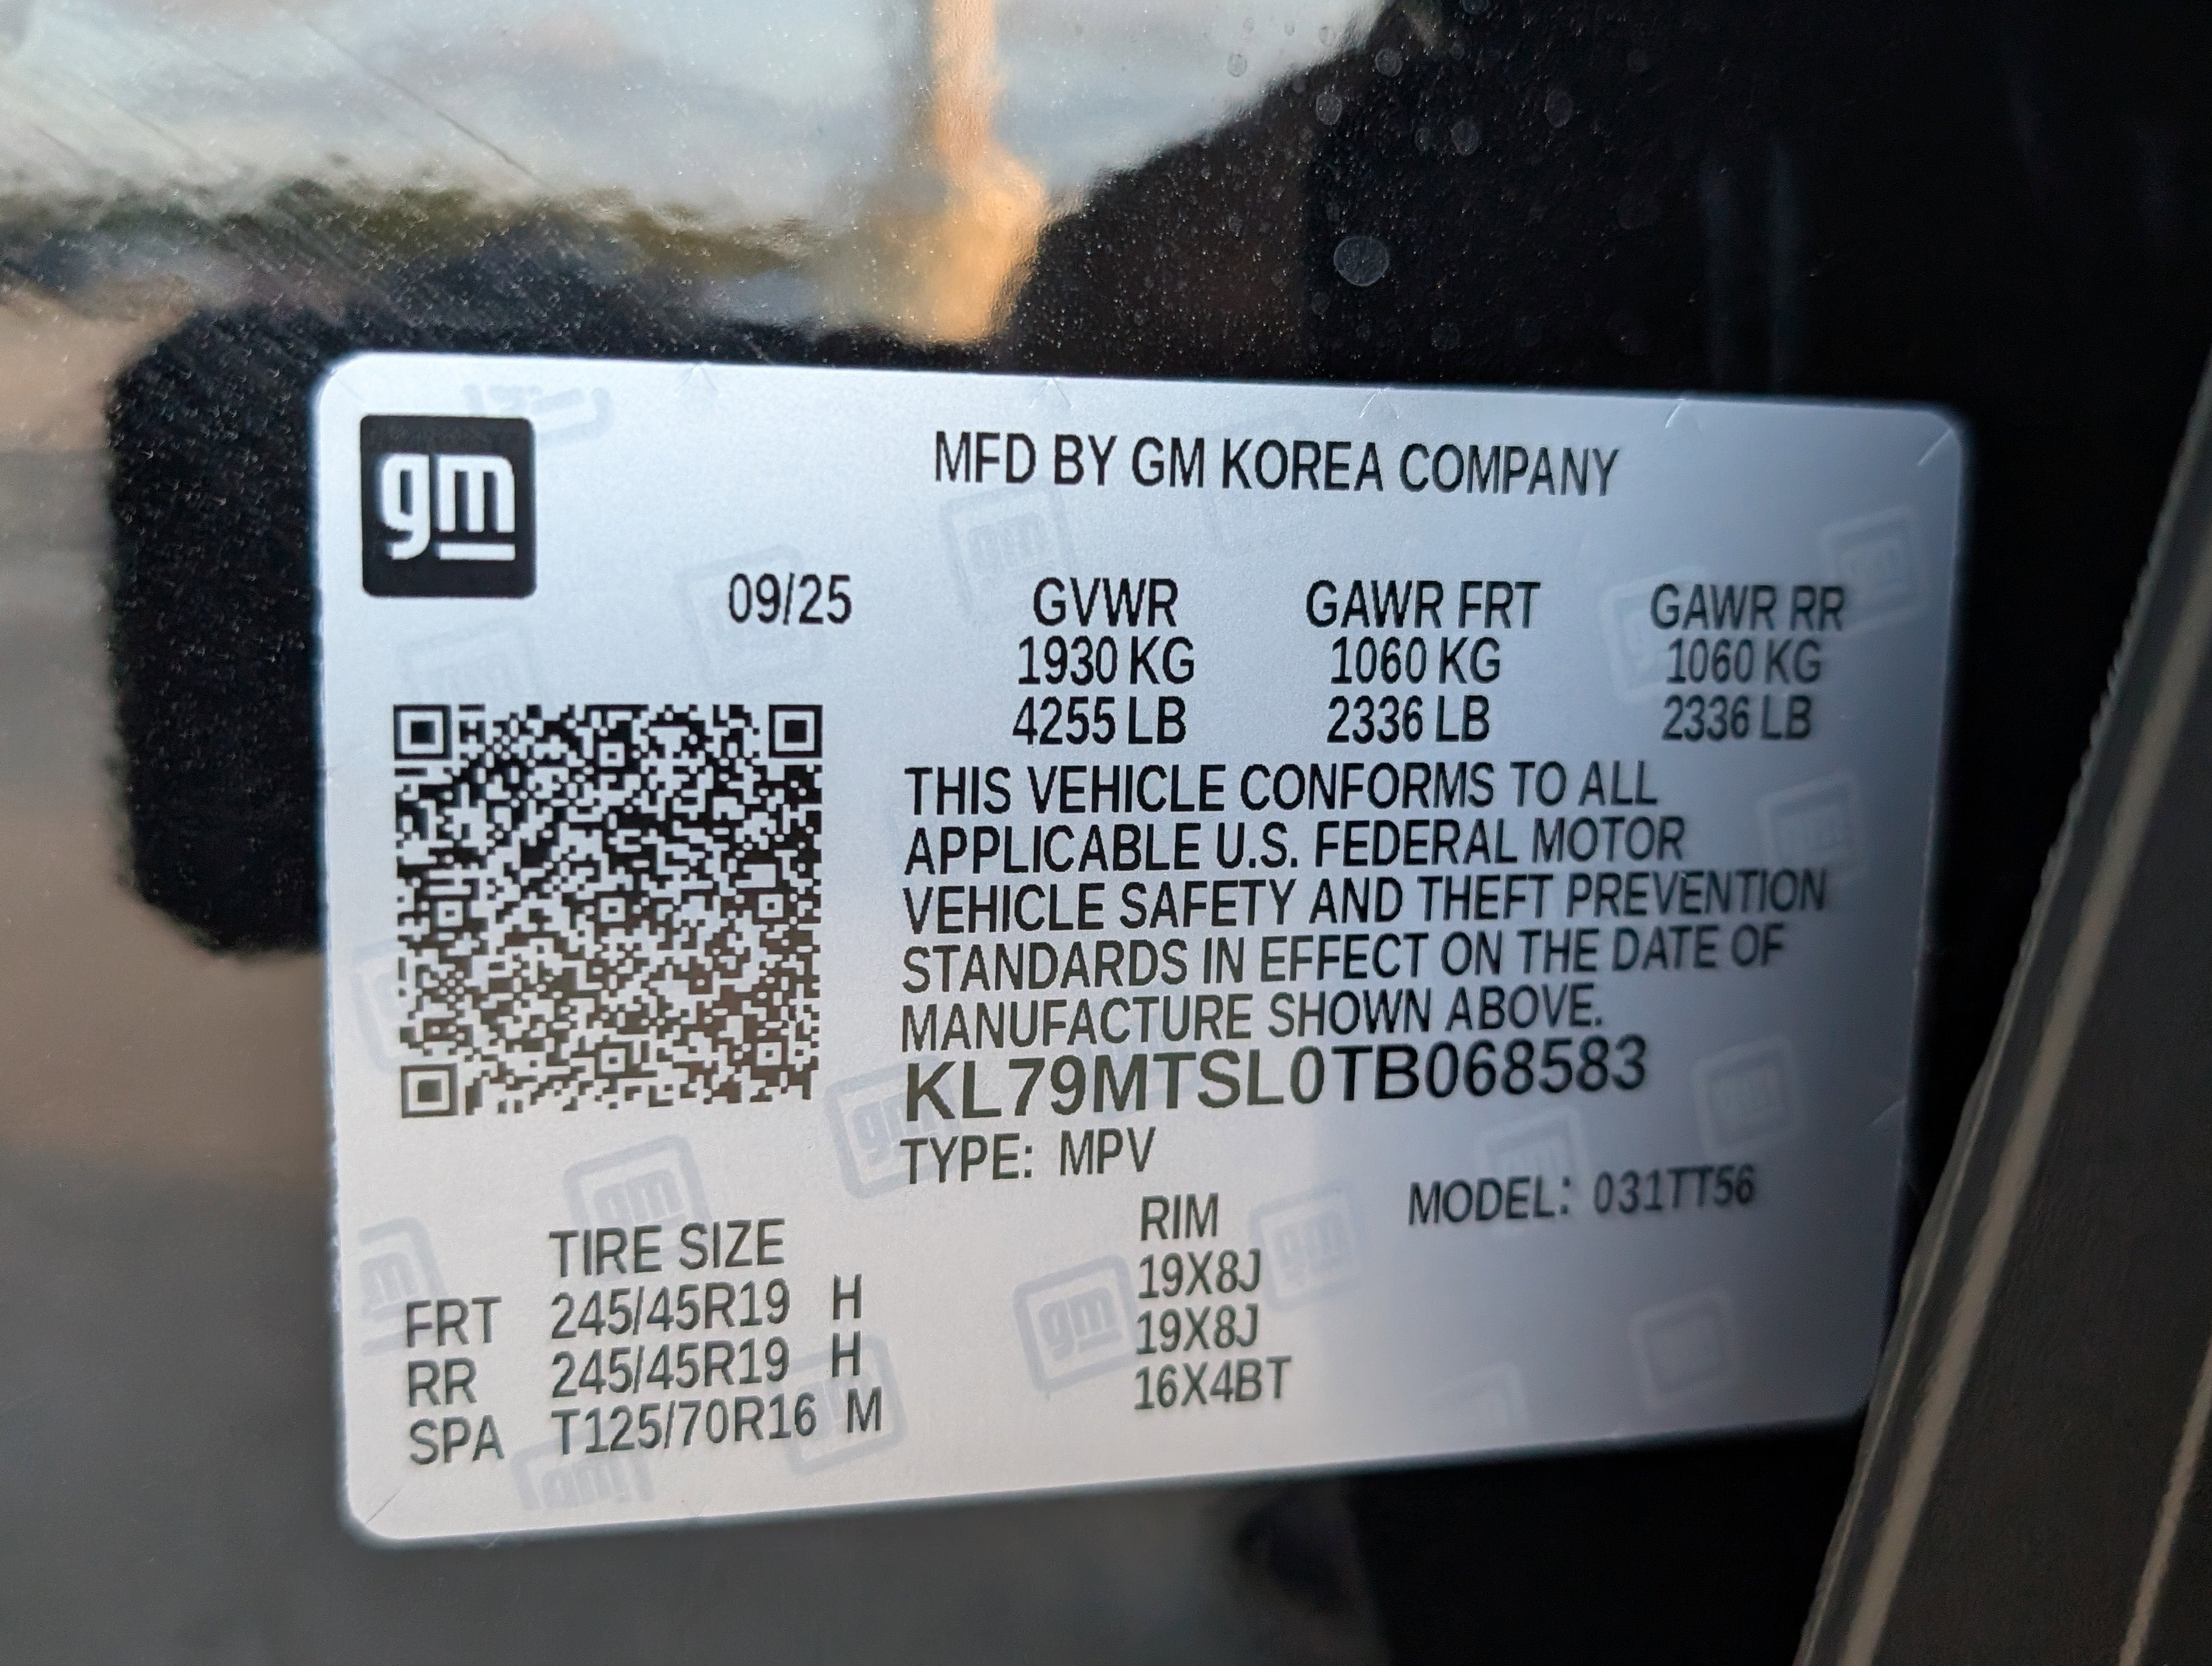 gm
MFD BY GM KOREA COMPANY
09/25 GVWR GAWR FRT GAWR RR
1930 KG 1060 KG 1060 KG
4255 LB 2336 LB 2336 LB
THIS VEHICLE CONFORMS TO ALL
APPLICABLE U.S. FEDERAL MOTOR
VEHICLE SAFETY AND THEFT PREVENTION
STANDARDS IN EFFECT ON THE DATE OF
MANUFACTURE SHOWN ABOVE.
KL79MTSL0TB068583
TYPE: MPV
MODEL: 031TT56
TIRE SIZE RIM
FRT 245/45R19 H 19X8J
RR 245/45R19 H 19X8J
SPA T125/70R16 M 16X4BT